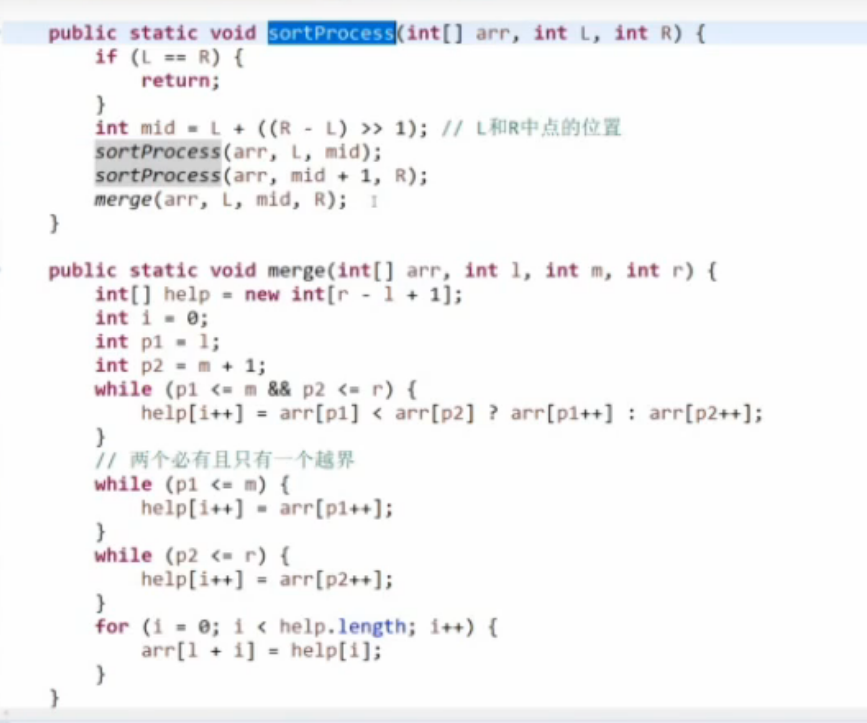 public static void sortProcess(int[] arr, int L, int R) {
if (L == R) {
return;
}
int mid = L + ((R - L) >> 1); // L和R中点的位置
sortProcess(arr, L, mid);
sortProcess(arr, mid + 1, R);
merge(arr, L, mid, R);
}
public static void merge(int[] arr, int l, int m, int r) {
int[] help = new int[r - l + 1];
int i = 0;
int p1 = l;
int p2 = m + 1;
while (p1 <= m && p2 <= r) {
help[i++] = arr[p1] < arr[p2] ? arr[p1++] : arr[p2++];
}
// 两个必有且只有一个越界
while (p1 <= m) {
help[i++] = arr[p1++];
}
while (p2 <= r) {
help[i++] = arr[p2++];
}
for (i = 0; i < help.length; i++) {
arr[l + i] = help[i];
}
}